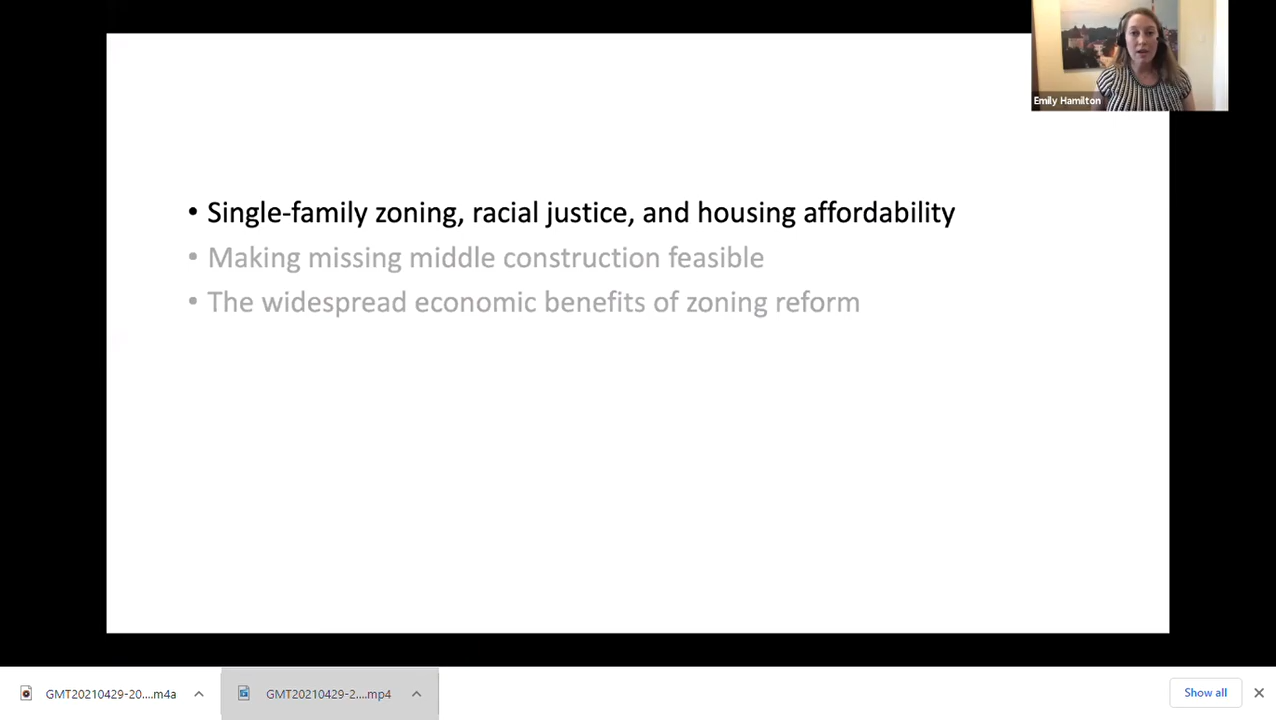 Emily Hamilton
• Single-family zoning, racial justice, and housing affordability
• Making missing middle construction feasible
• The widespread economic benefits of zoning reform
GMT20210429-20....m4a
GMT20210429-2....mp4
Show all